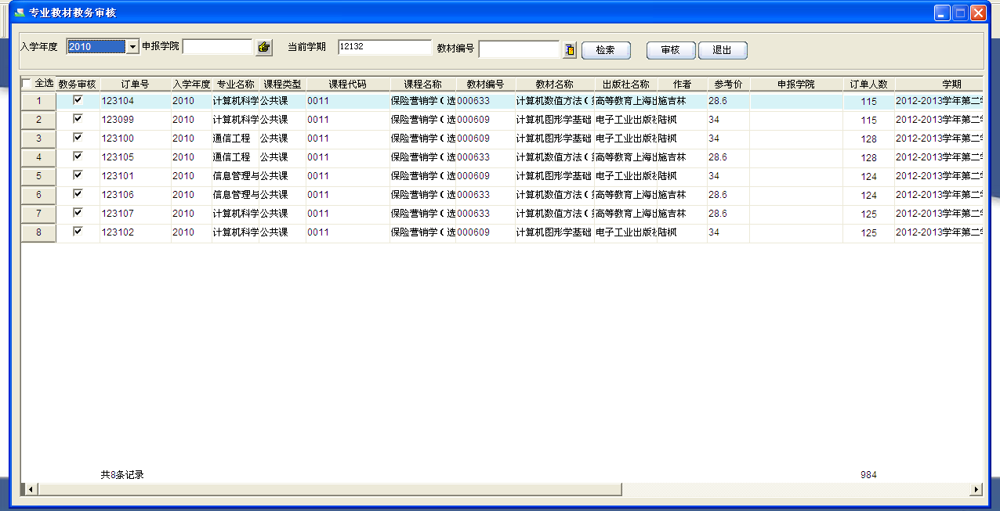 专业教材教务审核
入学年度 2010 申报学院 当前学期 12132 教材编号 检索 审核 退出
全选 教务审核 订单号 入学年度 专业名称 课程类型 课程代码 课程名称 教材编号 教材名称 出版社名称 作者 参考价 申报学院 订单人数 学期
1 123104 2010 计算机科学 公共课 0011 保险营销学(选 000633 计算机数值方法( 高等教育上海 施吉林 28.6 115 2012-2013学年第二
2 123099 2010 计算机科学 公共课 0011 保险营销学(选 000609 计算机图形学基础 电子工业出版 陆枫 34 115 2012-2013学年第二
3 123100 2010 通信工程 公共课 0011 保险营销学(选 000609 计算机图形学基础 电子工业出版 陆枫 34 128 2012-2013学年第二
4 123105 2010 通信工程 公共课 0011 保险营销学(选 000633 计算机数值方法( 高等教育上海 施吉林 28.6 128 2012-2013学年第二
5 123101 2010 信息管理与 公共课 0011 保险营销学(选 000609 计算机图形学基础 电子工业出版 陆枫 34 124 2012-2013学年第二
6 123106 2010 信息管理与 公共课 0011 保险营销学(选 000633 计算机数值方法( 高等教育上海 施吉林 28.6 124 2012-2013学年第二
7 123107 2010 计算机科学 公共课 0011 保险营销学(选 000633 计算机数值方法( 高等教育上海 施吉林 28.6 125 2012-2013学年第二
8 123102 2010 计算机科学 公共课 0011 保险营销学(选 000609 计算机图形学基础 电子工业出版 陆枫 34 125 2012-2013学年第二
共8条记录 984